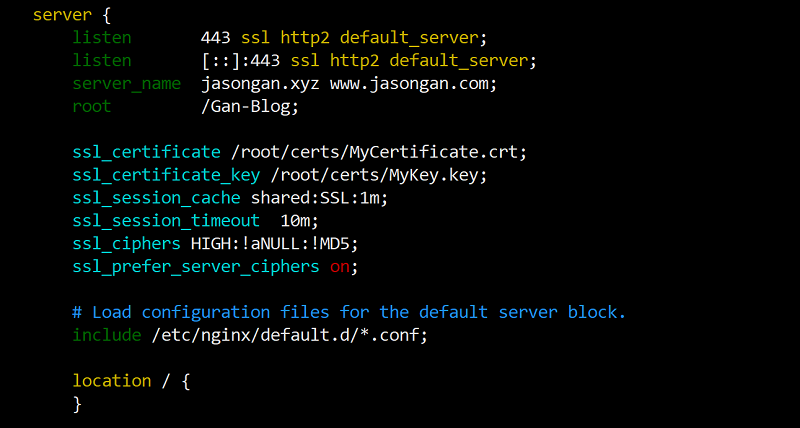 server {
    listen       443 ssl http2 default_server;
    listen       [::]:443 ssl http2 default_server;
    server_name  jasongan.xyz www.jasongan.com;
    root         /Gan-Blog;

    ssl_certificate /root/certs/MyCertificate.crt;
    ssl_certificate_key /root/certs/MyKey.key;
    ssl_session_cache shared:SSL:1m;
    ssl_session_timeout  10m;
    ssl_ciphers HIGH:!aNULL:!MD5;
    ssl_prefer_server_ciphers on;

    # Load configuration files for the default server block.
    include /etc/nginx/default.d/*.conf;

    location / {
    }